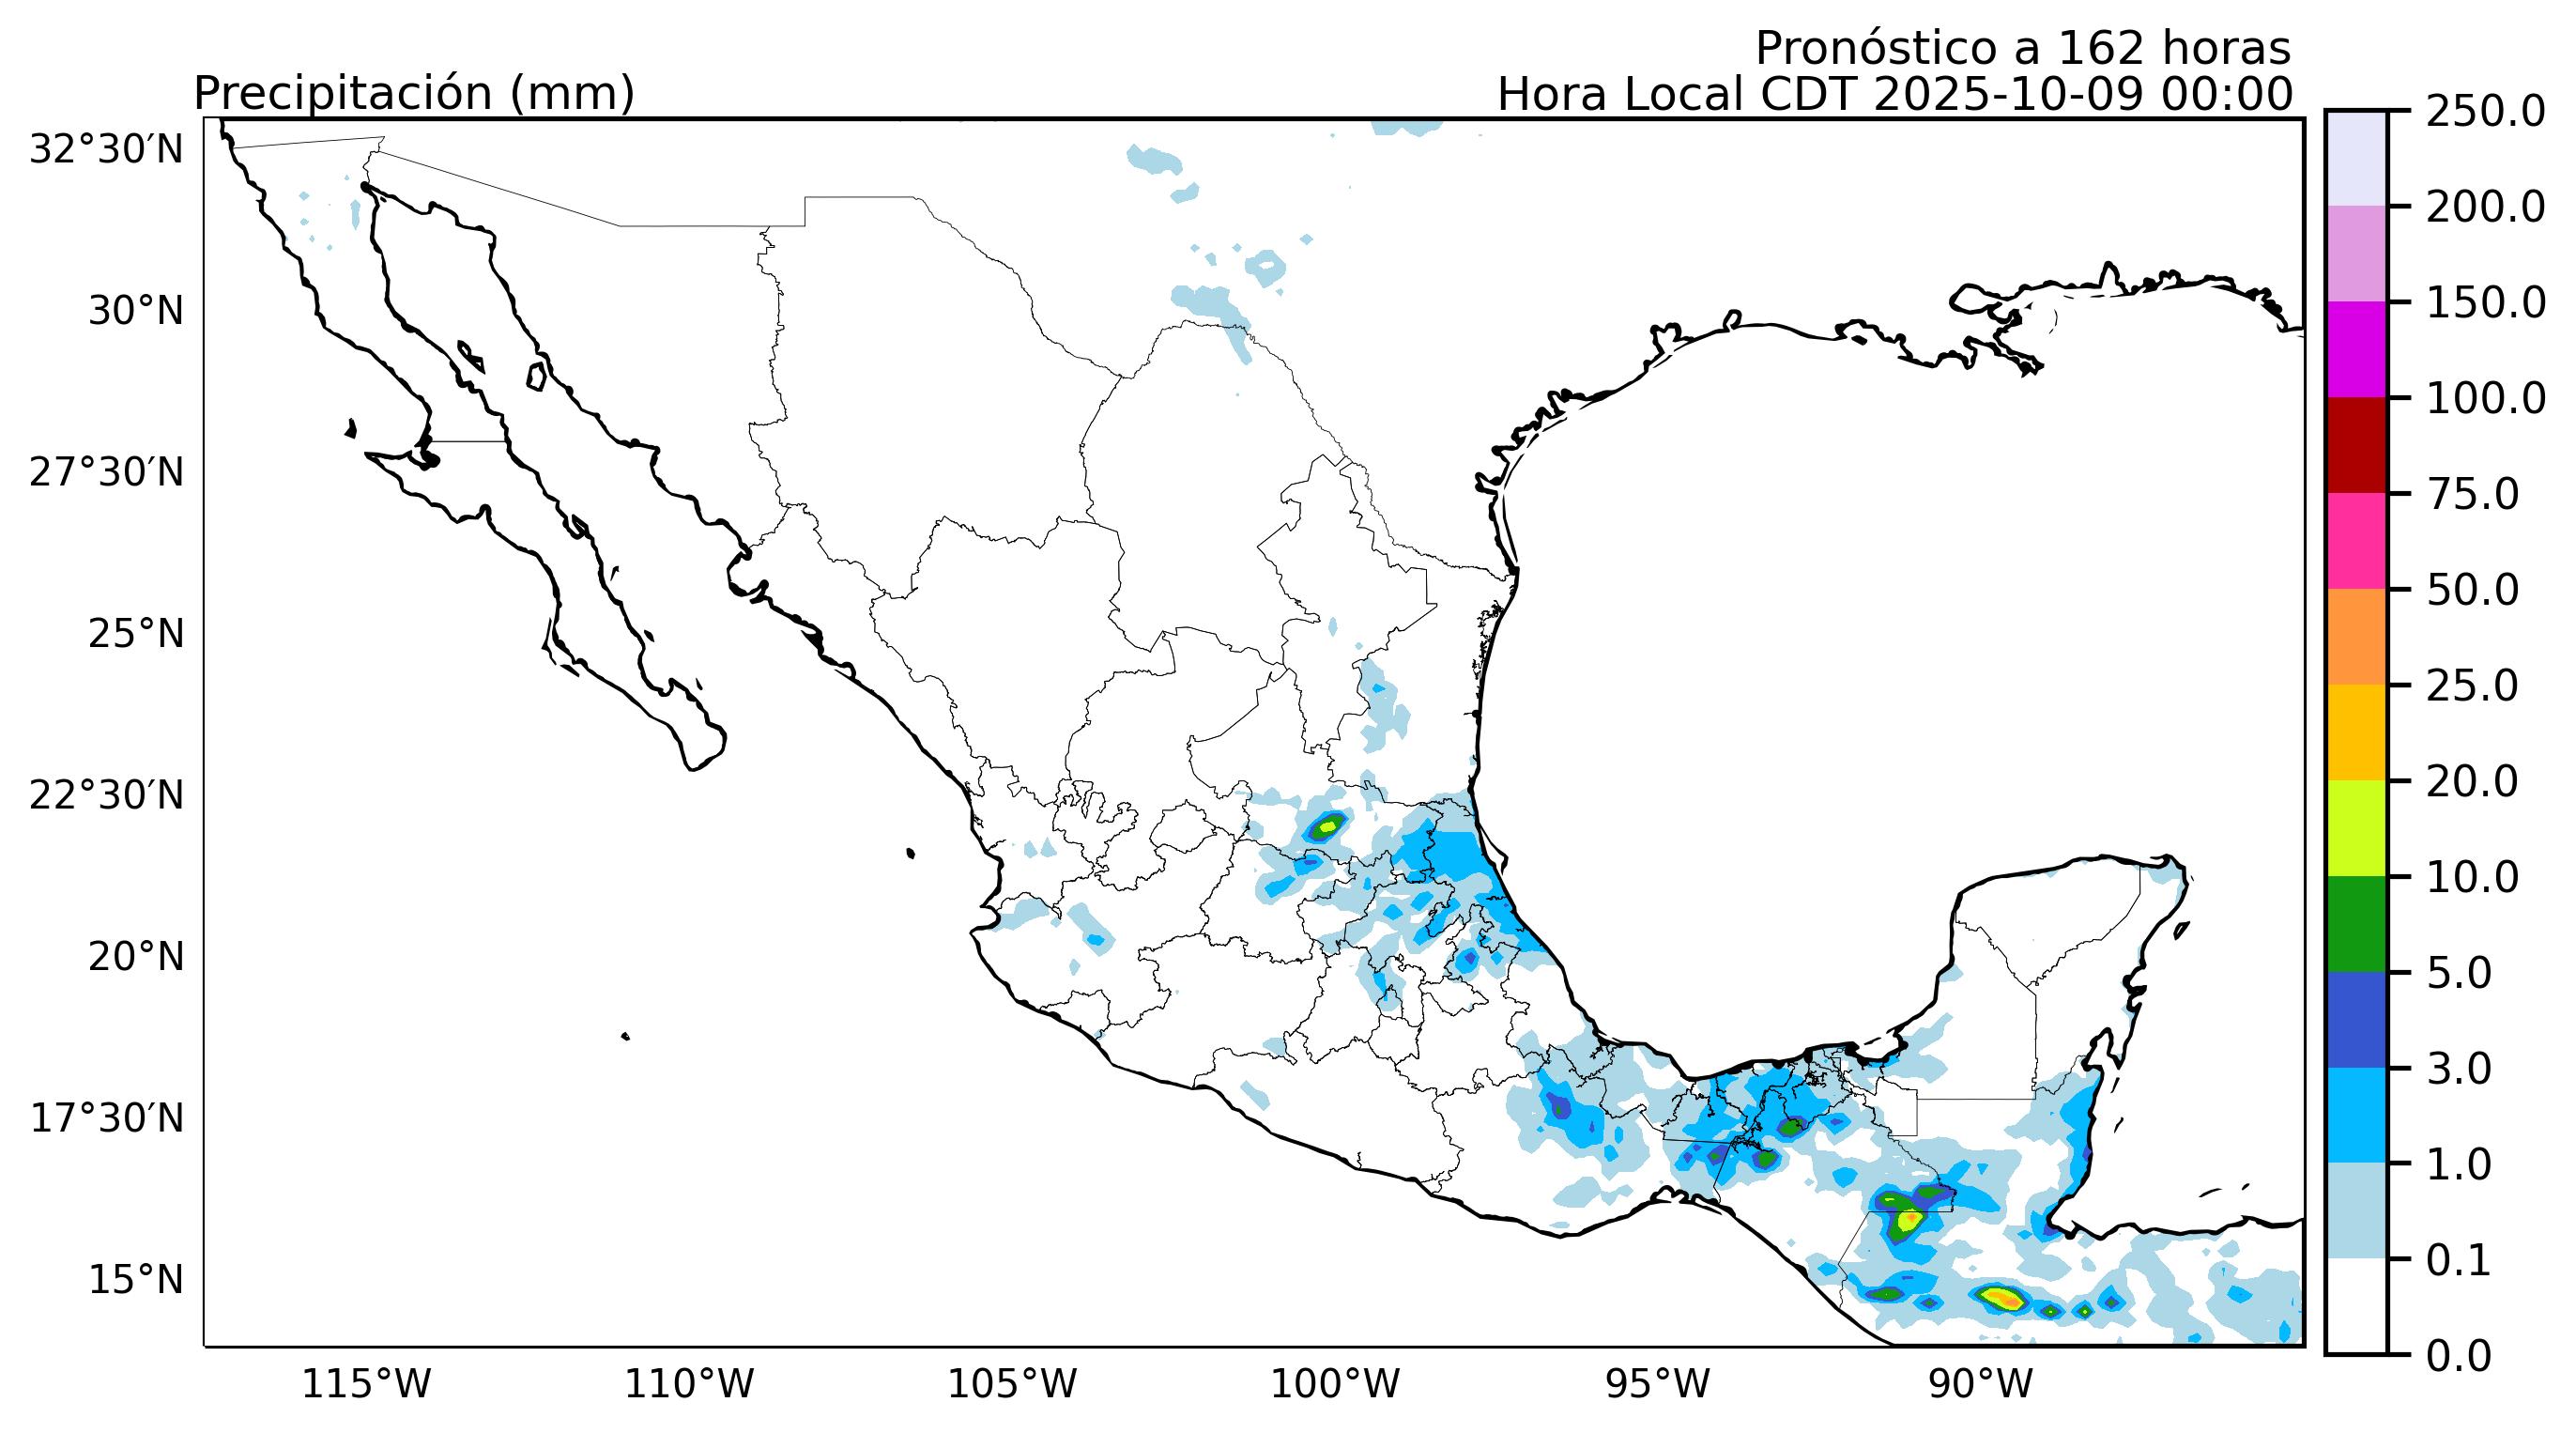 Pronóstico a 162 horas
Precipitación (mm)
Hora Local CDT 2025-10-09 00:00
32°30′N
30°N
27°30′N
25°N
22°30′N
20°N
17°30′N
15°N
115°W
110°W
105°W
100°W
95°W
90°W
250.0
200.0
150.0
100.0
75.0
50.0
25.0
20.0
10.0
5.0
3.0
1.0
0.1
0.0